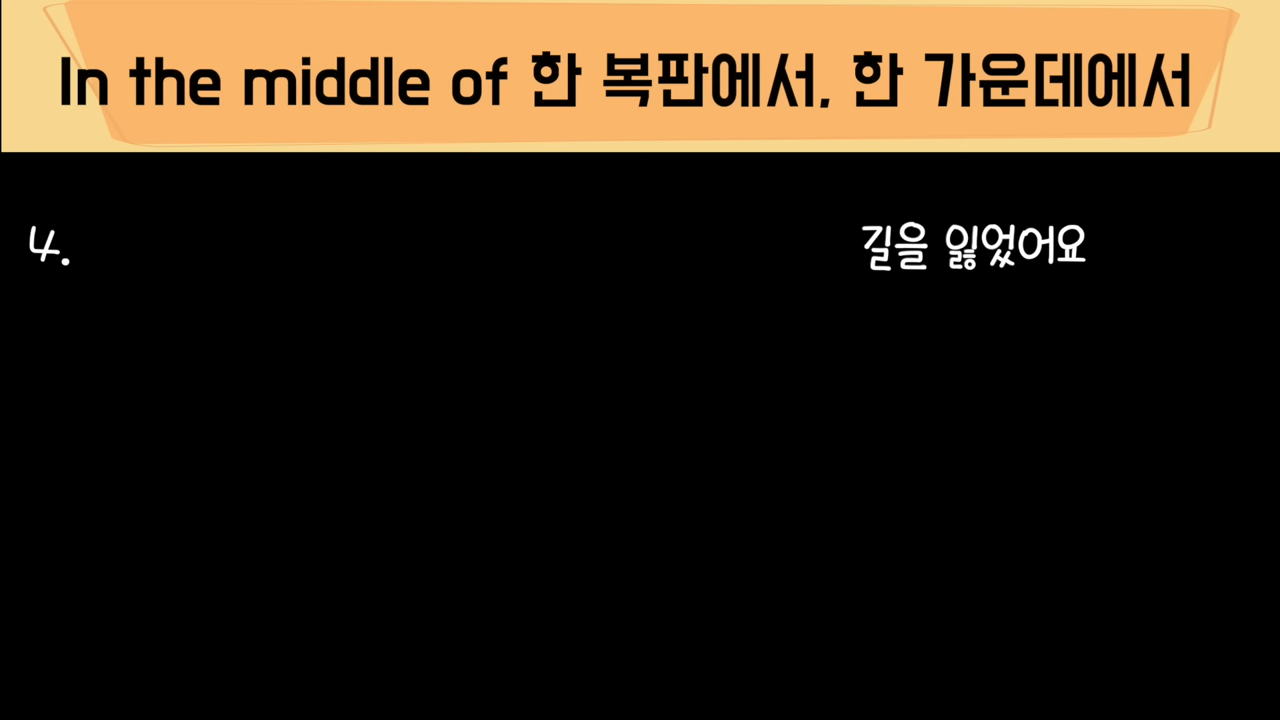 In the middle of 한 복판에서, 한 가운데에서
4. 길을 잃었어요